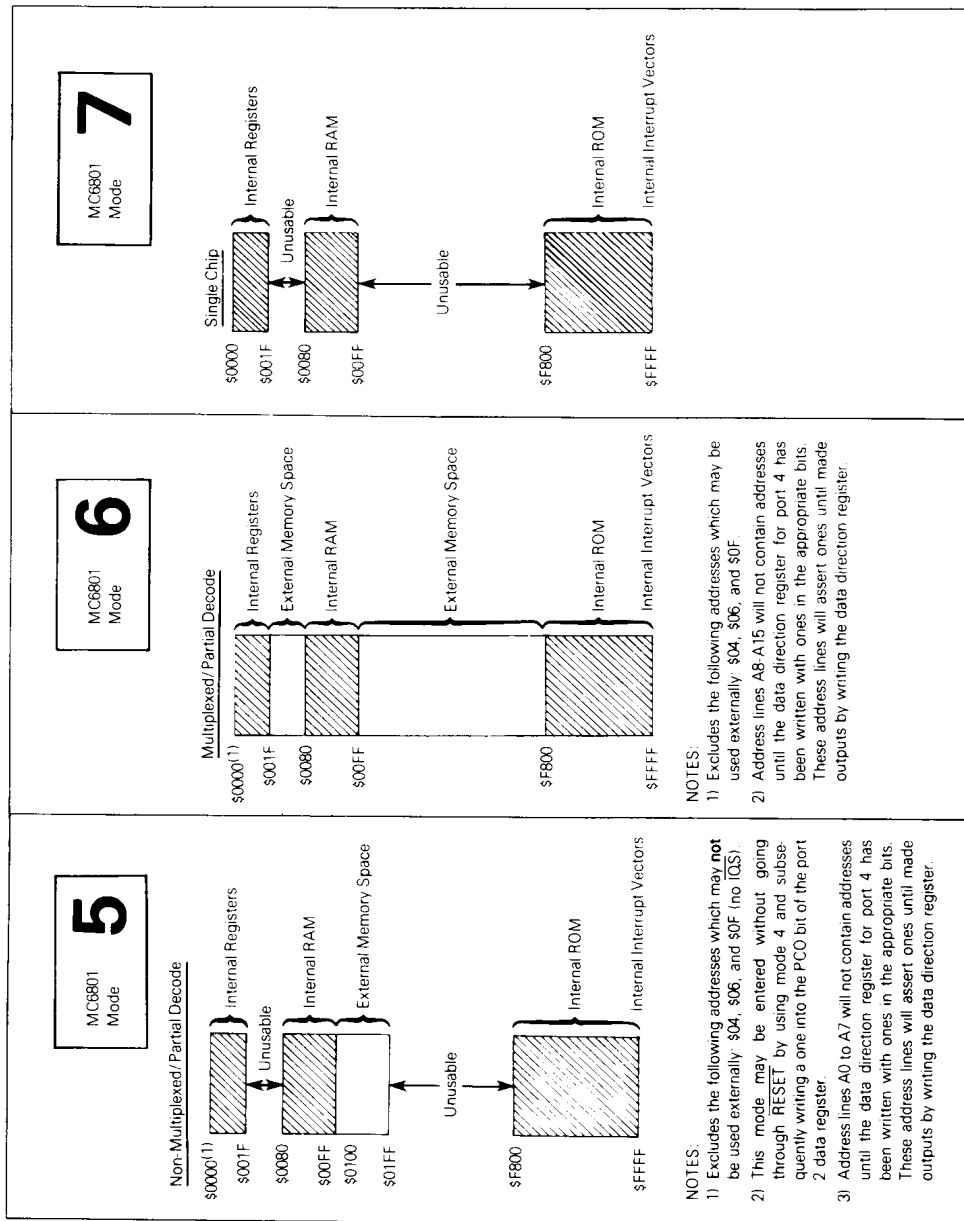 MC6801
Mode
5
Non-Multiplexed/Partial Decode
$0000(1)
Internal Registers
$001F
Unusable
$0080
Internal RAM
$00FF
$0100
External Memory Space
$01FF
Unusable
$F800
Internal ROM
$FFFF
Internal Interrupt Vectors
NOTES:
1) Excludes the following addresses which may not
be used externally: $04, $06, and $0F (no IOS).
2) This mode may be entered without going
through RESET by using mode 4 and subse-
quently writing a one into the PCO bit of the port
2 data register.
3) Address lines A0 to A7 will not contain addresses
until the data direction register for port 4 has
been written with ones in the appropriate bits.
These address lines will assert ones until made
outputs by writing the data direction register.
MC6801
Mode
6
Multiplexed/Partial Decode
$0000(1)
Internal Registers
$001F
External Memory Space
$0080
Internal RAM
$00FF
External Memory Space
$F800
Internal ROM
$FFFF
Internal Interrupt Vectors
NOTES:
1) Excludes the following addresses which may be
used externally: $04, $06, and $0F.
2) Address lines A8-A15 will not contain addresses
until the data direction register for port 4 has
been written with ones in the appropriate bits.
These address lines will assert ones until made
outputs by writing the data direction register.
MC6801
Mode
7
Single Chip
$0000
Internal Registers
$001F
Unusable
$0080
Internal RAM
$00FF
Unusable
$F800
Internal ROM
$FFFF
Internal Interrupt Vectors